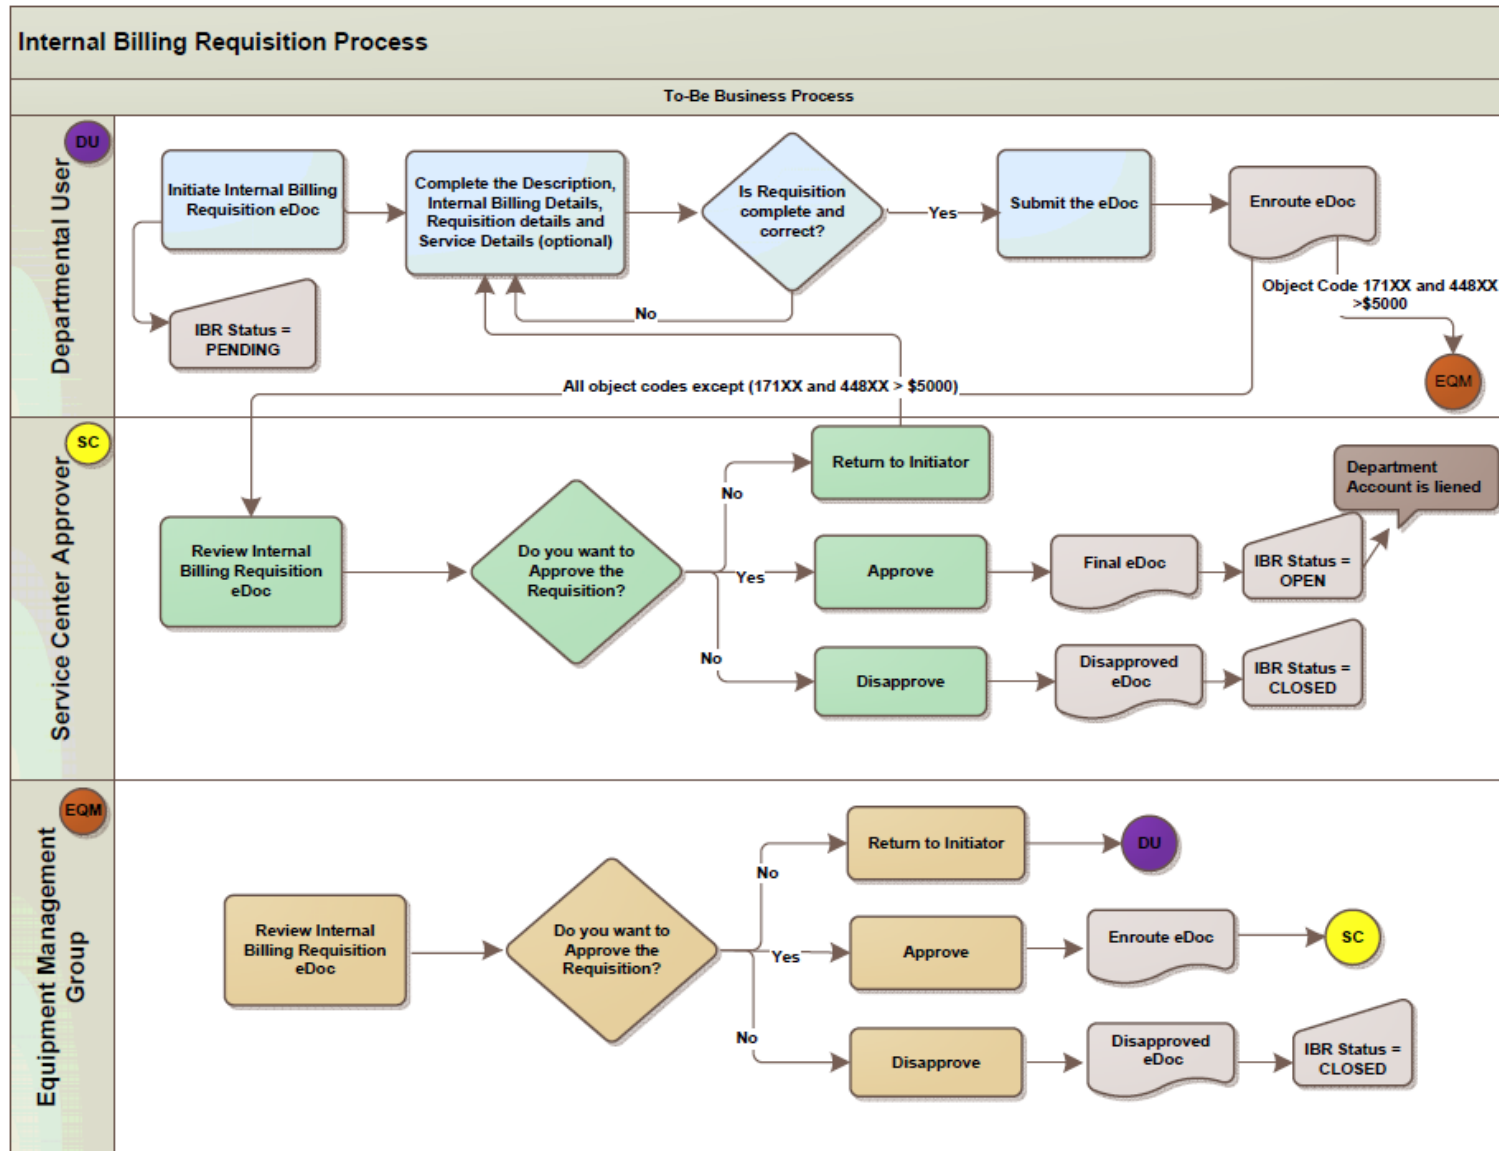 Internal Billing Requisition Process
To-Be Business Process
DU
Departmental User
Initiate Internal Billing
Requisition eDoc
Complete the Description,
Internal Billing Details,
Requisition details and
Service Details (optional)
Is Requisition
complete and
correct?
Yes
Submit the eDoc
Enroute eDoc
No
IBR Status =
PENDING
Object Code 171XX and 448XX
>$5000
EQM
All object codes except (171XX and 448XX > $5000)
SC
Service Center Approver
Review Internal
Billing Requisition
eDoc
Do you want to
Approve the
Requisition?
No
Return to Initiator
Yes
Approve
Final eDoc
IBR Status =
OPEN
Department
Account is liened
No
Disapprove
Disapproved
eDoc
IBR Status =
CLOSED
EQM
Equipment Management
Group
Review Internal
Billing Requisition
eDoc
Do you want to
Approve the
Requisition?
No
Return to Initiator
DU
Yes
Approve
Enroute eDoc
SC
No
Disapprove
Disapproved
eDoc
IBR Status =
CLOSED